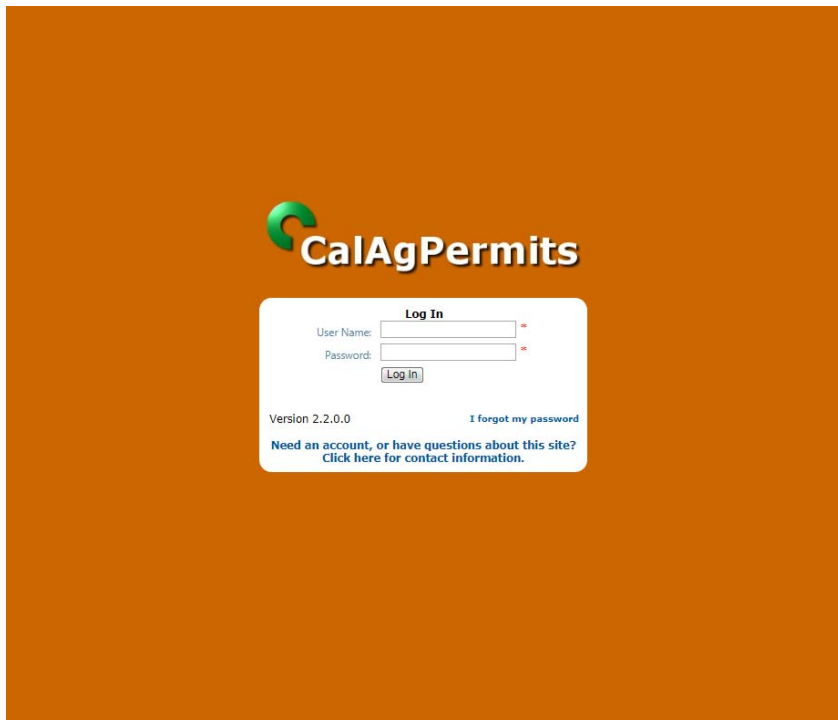 CalAgPermits
Log In
User Name: *
Password: *
Log In
Version 2.2.0.0 I forgot my password
Need an account, or have questions about this site?
Click here for contact information.